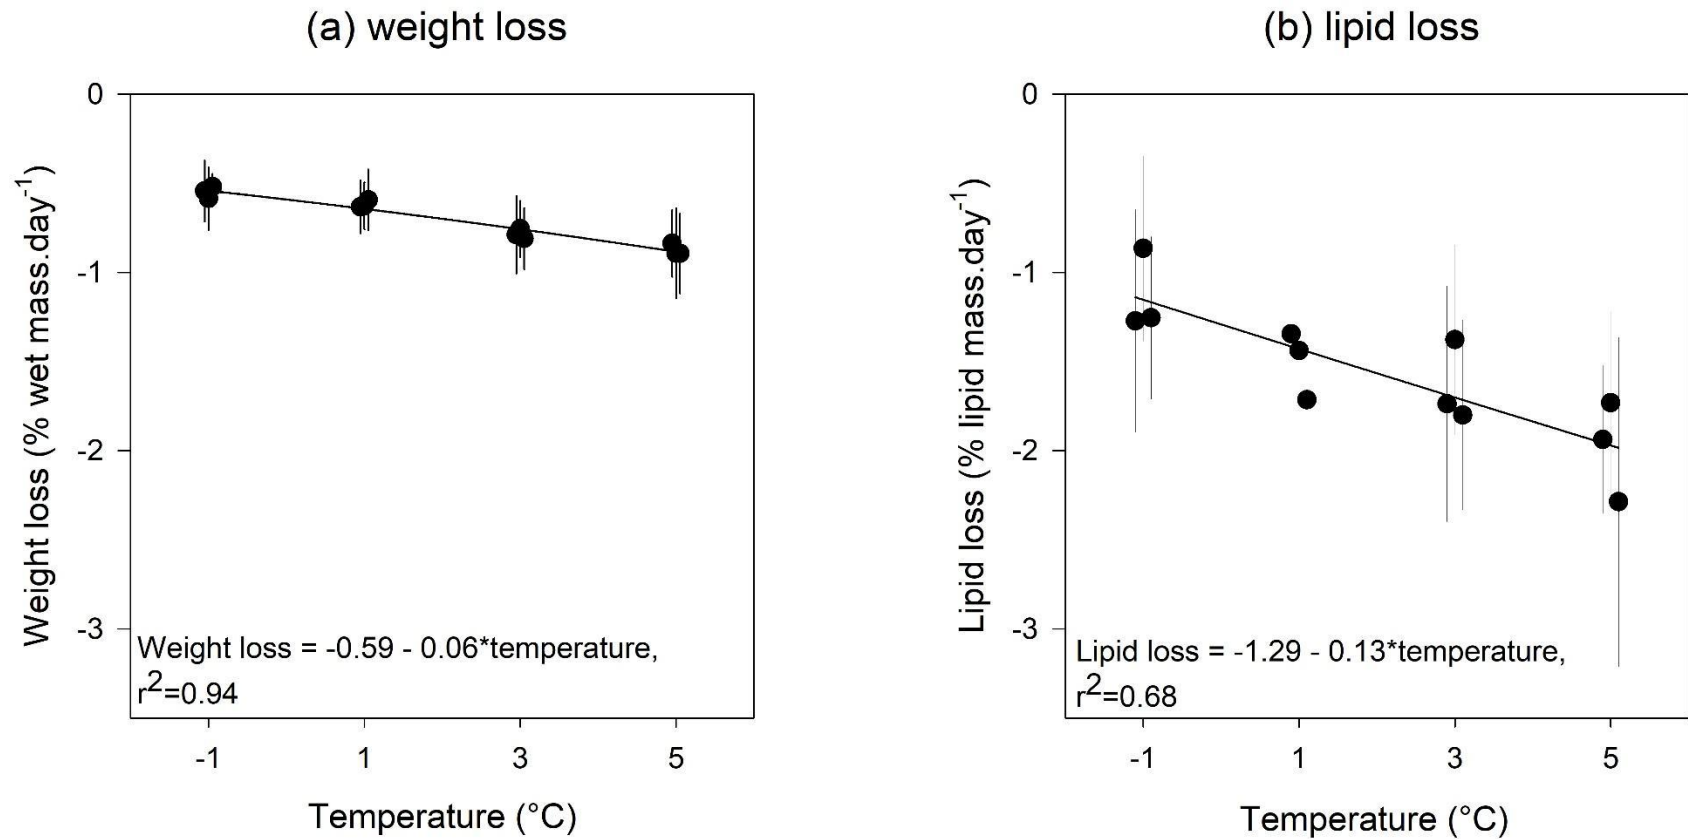 (a) weight loss
0
-1
-2
-3
Weight loss (% wet mass.day-1)
Weight loss = -0.59 - 0.06*temperature,
r2=0.94
-1 1 3 5
Temperature (°C)
(b) lipid loss
0
-1
-2
-3
Lipid loss (% lipid mass.day-1)
Lipid loss = -1.29 - 0.13*temperature,
r2=0.68
-1 1 3 5
Temperature (°C)